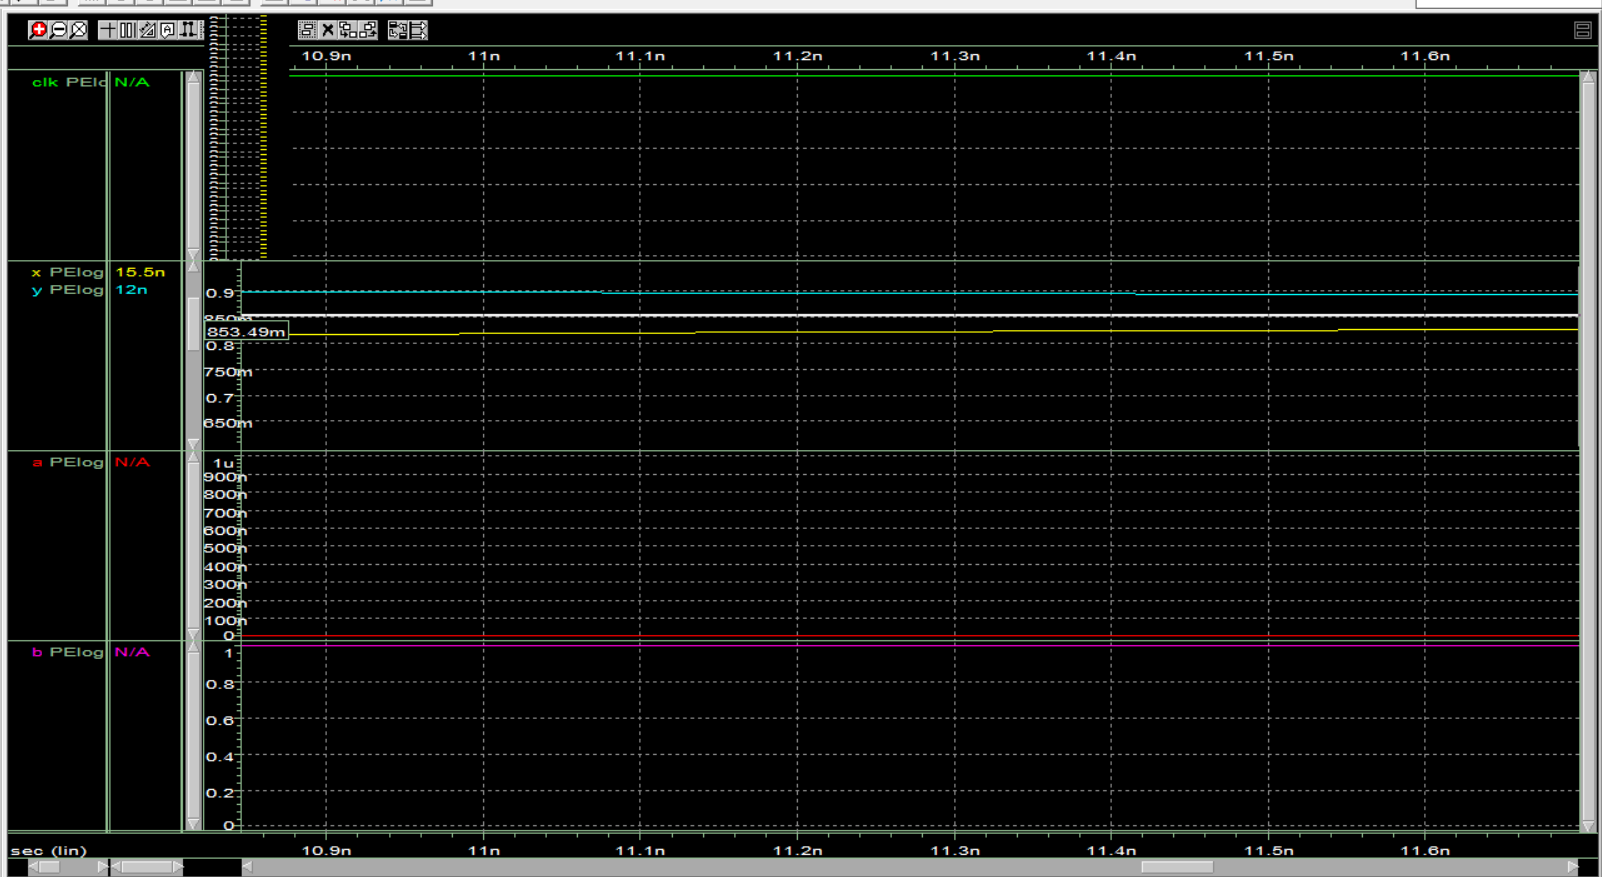 10.9n 11n 11.1n 11.2n 11.3n 11.4n 11.5n 11.6n
clk PElo N/A
x PElog 15.5n
y PElog 12n
0.9
850m
853.49m
0.8
750m
0.7
650m
a PElog N/A
1u
900n
800n
700n
600n
500n
400n
300n
200n
100n
0
b PElog N/A
1
0.8
0.6
0.4
0.2
0
sec (lin) 10.9n 11n 11.1n 11.2n 11.3n 11.4n 11.5n 11.6n